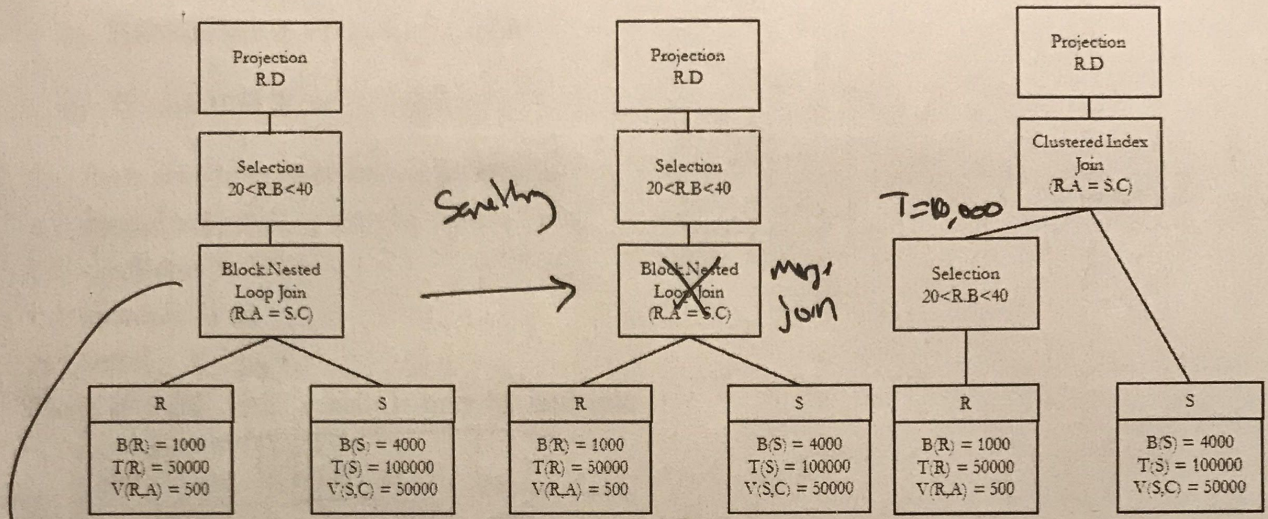 Projection
R.D
Selection
20<R.B<40
Block Nested
Loop Join
(R.A = S.C)
R
B(R) = 1000
T(R) = 50000
V(R,A) = 500
S
B(S) = 4000
T(S) = 100000
V(S,C) = 50000
Projection
R.D
Selection
20<R.B<40
Block Nested
Loop Join
(R.A = S.C)
join
R
B(R) = 1000
T(R) = 50000
V(R,A) = 500
S
B(S) = 4000
T(S) = 100000
V(S,C) = 50000
Projection
R.D
Clustered Index
Join
(R.A = S.C)
T=10,000
Selection
20<R.B<40
R
B(R) = 1000
T(R) = 50000
V(R,A) = 500
S
B(S) = 4000
T(S) = 100000
V(S,C) = 50000